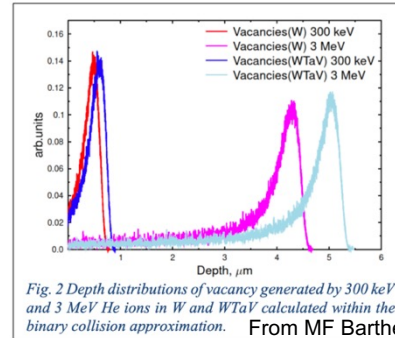 Vacancies(W) 300 keV
Vacancies(W) 3 MeV
Vacancies(WTaV) 300 keV
Vacancies(WTaV) 3 MeV
0.16
0.14
0.12
0.10
0.08
0.06
0.04
0.02
0.0
arb.units
0 1 2 3 4 5 6
Depth, μm
Fig. 2 Depth distributions of vacancy generated by 300 keV
and 3 MeV He ions in W and WTaV calculated within the
binary collision approximation.
From MF Barthe